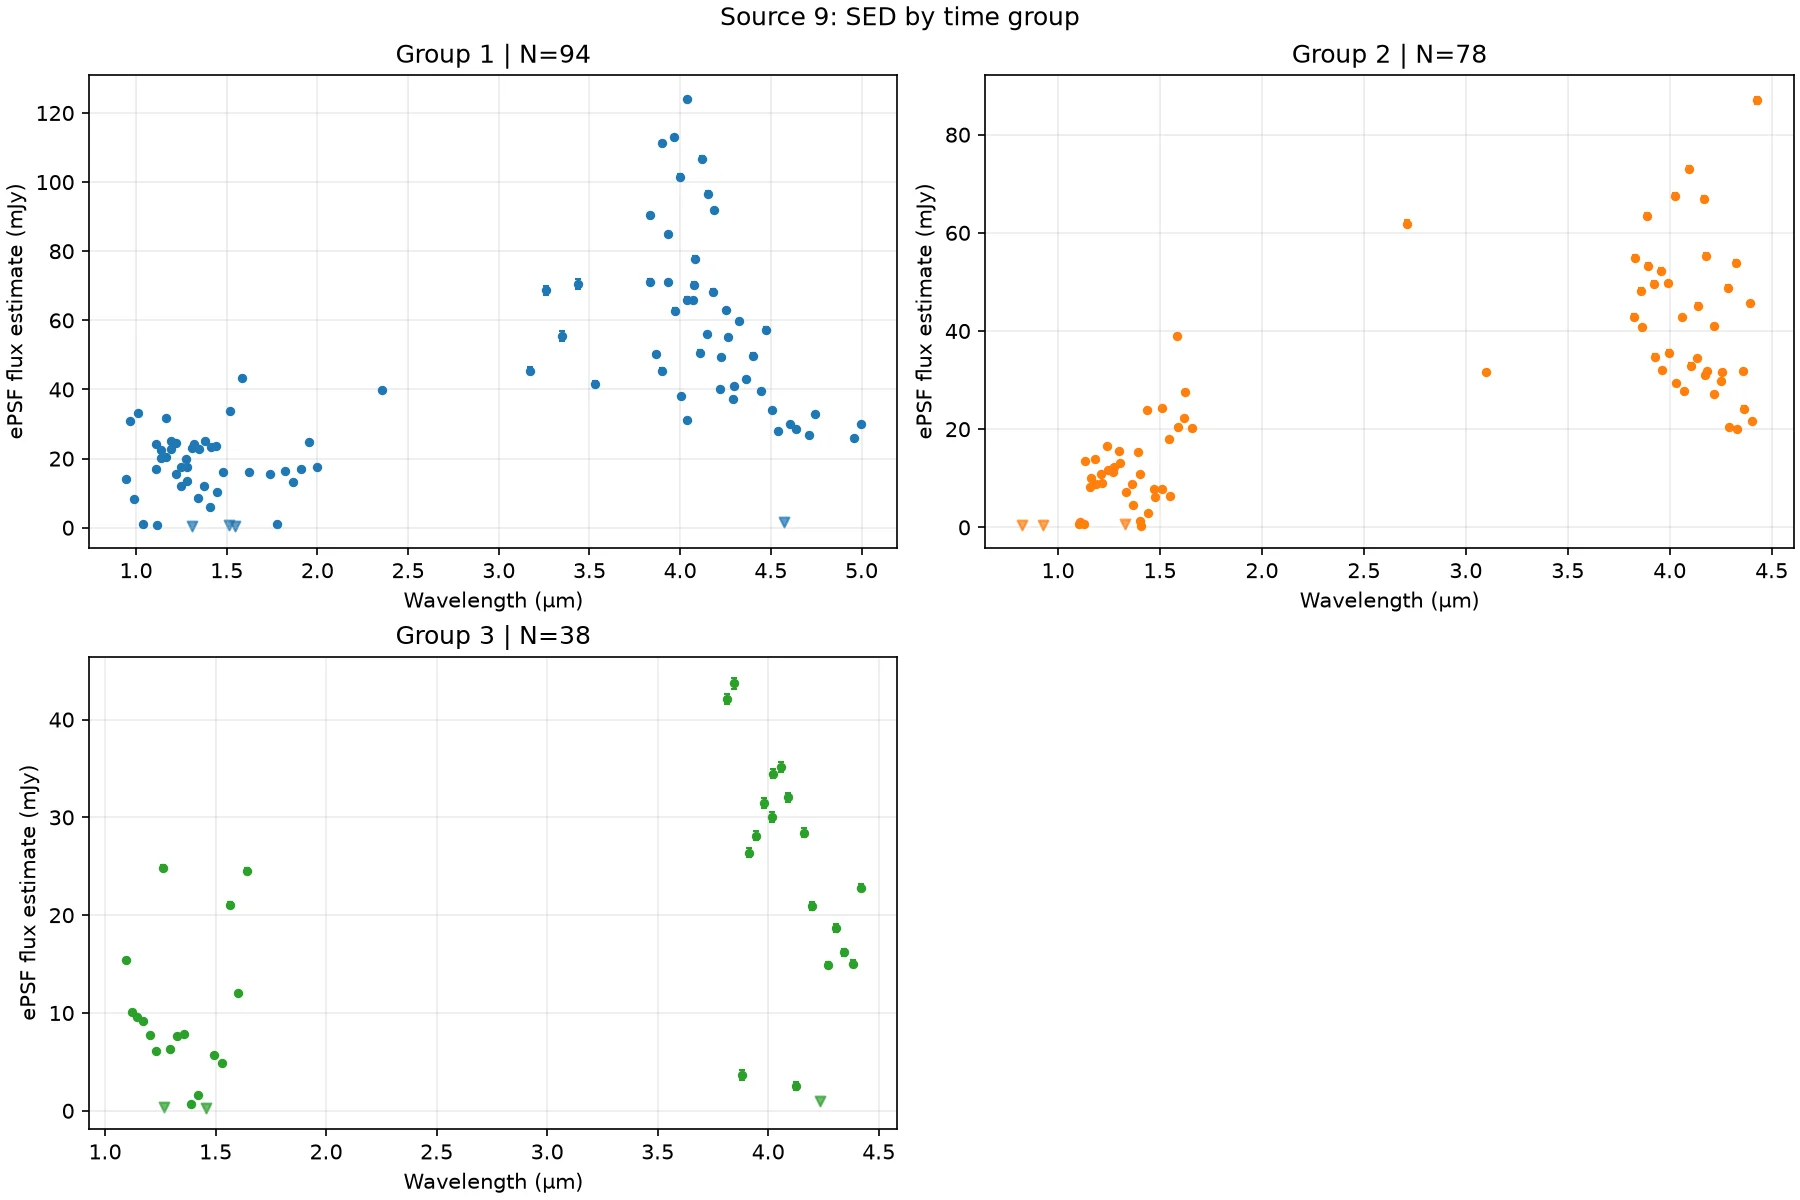 Source 9: SED by time group
Group 1 | N=94
ePSF flux estimate (mJy)
120
100
80
60
40
20
0
1.0 1.5 2.0 2.5 3.0 3.5 4.0 4.5 5.0
Wavelength (μm)
Group 2 | N=78
ePSF flux estimate (mJy)
80
60
40
20
0
1.0 1.5 2.0 2.5 3.0 3.5 4.0 4.5
Wavelength (μm)
Group 3 | N=38
ePSF flux estimate (mJy)
40
30
20
10
0
1.0 1.5 2.0 2.5 3.0 3.5 4.0 4.5
Wavelength (μm)